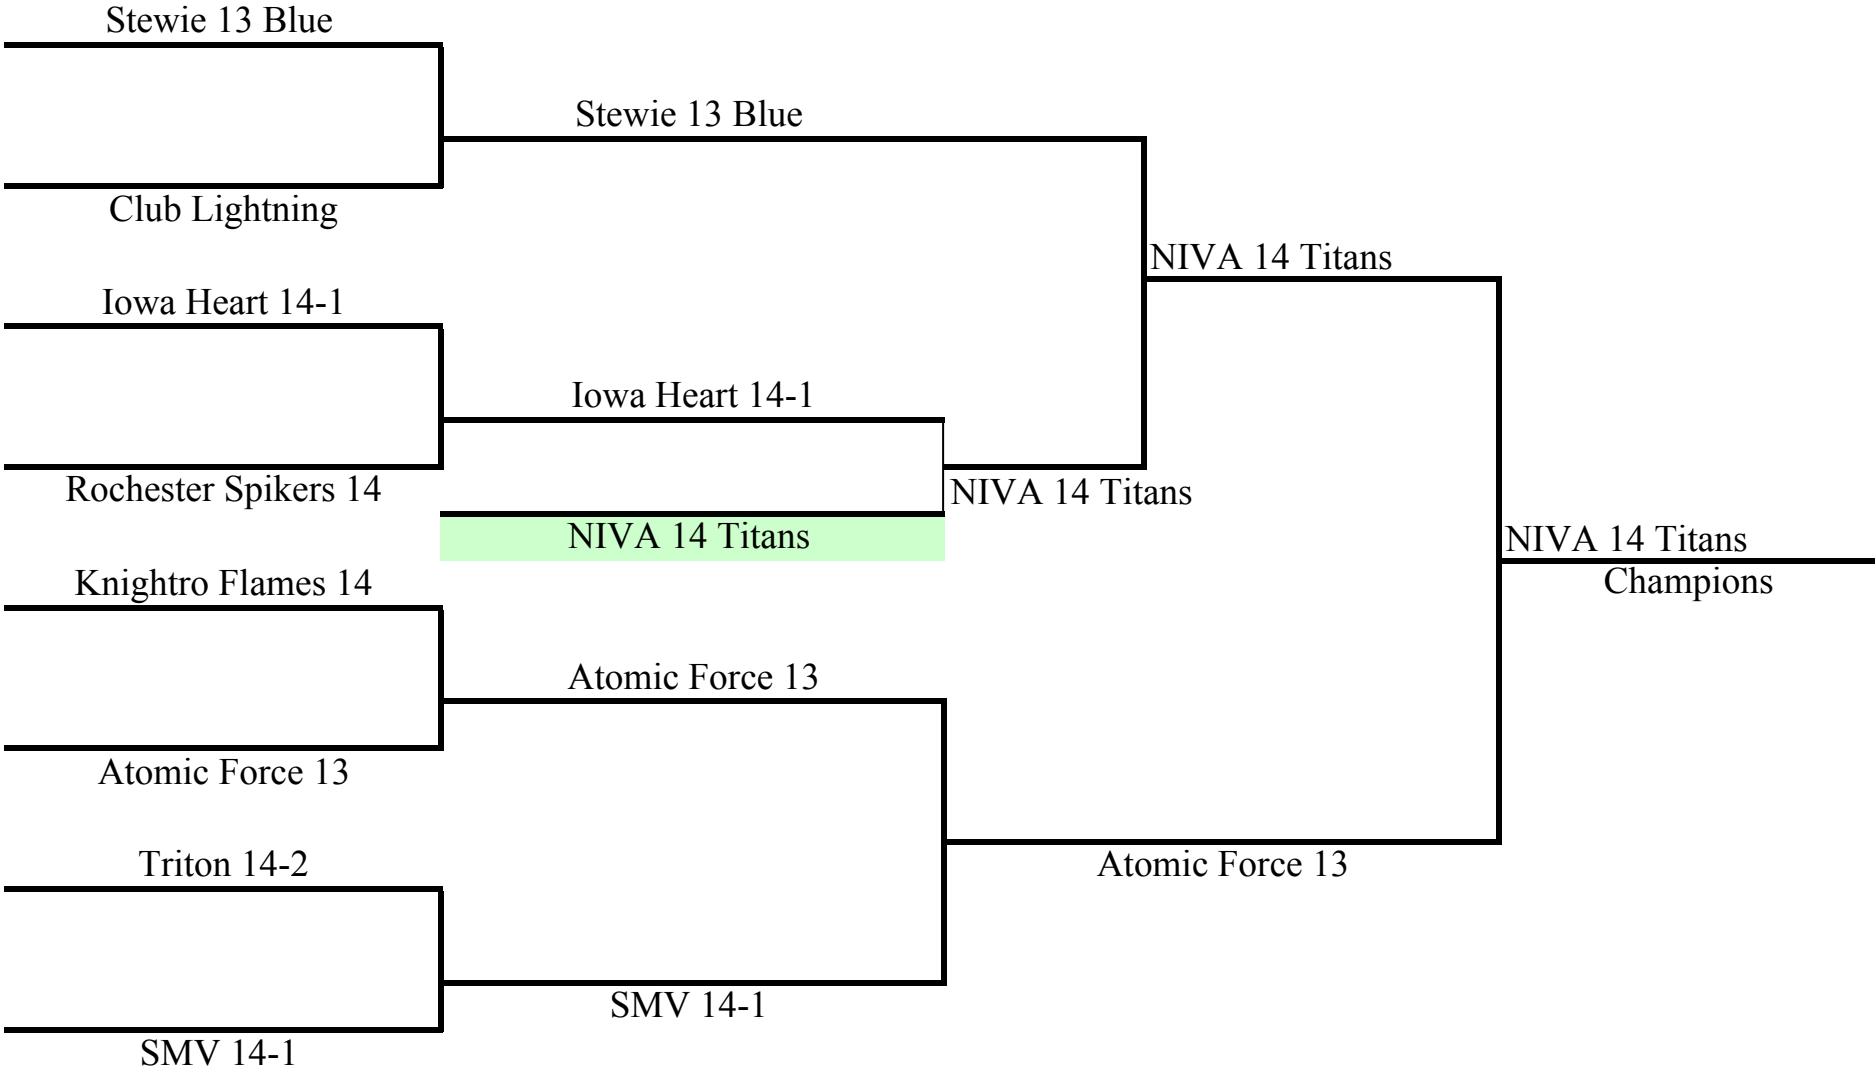 Stewie 13 Blue
Stewie 13 Blue
Club Lightning
NIVA 14 Titans
Iowa Heart 14-1
Iowa Heart 14-1
Rochester Spikers 14
NIVA 14 Titans
NIVA 14 Titans
NIVA 14 Titans
Champions
Knightro Flames 14
Atomic Force 13
Atomic Force 13
Triton 14-2
Atomic Force 13
SMV 14-1
SMV 14-1